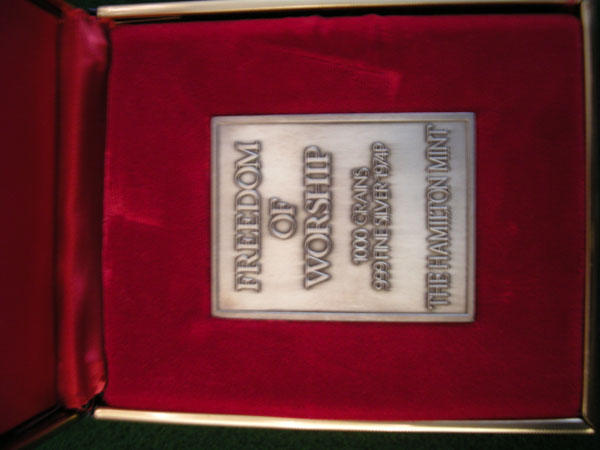 FREEDOM
OF
WORSHIP
1000 GRAINS
999 FINE SILVER 1974P
THE HAMILTON MINT